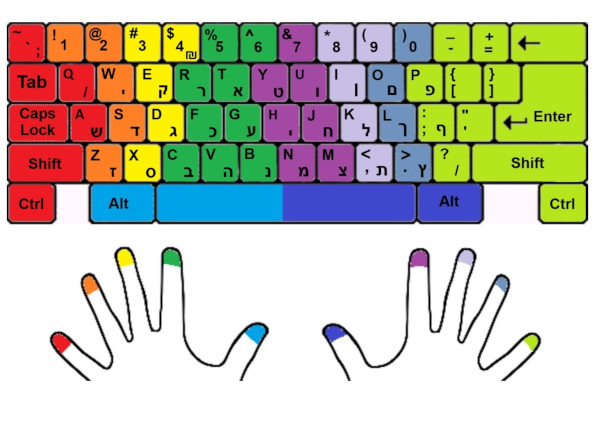 ~ ` ; ! 1 @ 2 # 3 $ 4 ₪ % 5 ^ 6 & 7 * 8 ( 9 ) 0 _ - + = ←
Tab Q / W ' E ק R ר T א Y ט U ו I ן O ם P פ { [ } ]
Caps Lock A ש S ד D ג F כ G ע H י J ח K ל L ך : ; ף " ' ← Enter
Shift Z ז X ס C ב V ה B נ N מ M צ < , ת > . ץ ? / Shift
Ctrl Alt Alt Ctrl